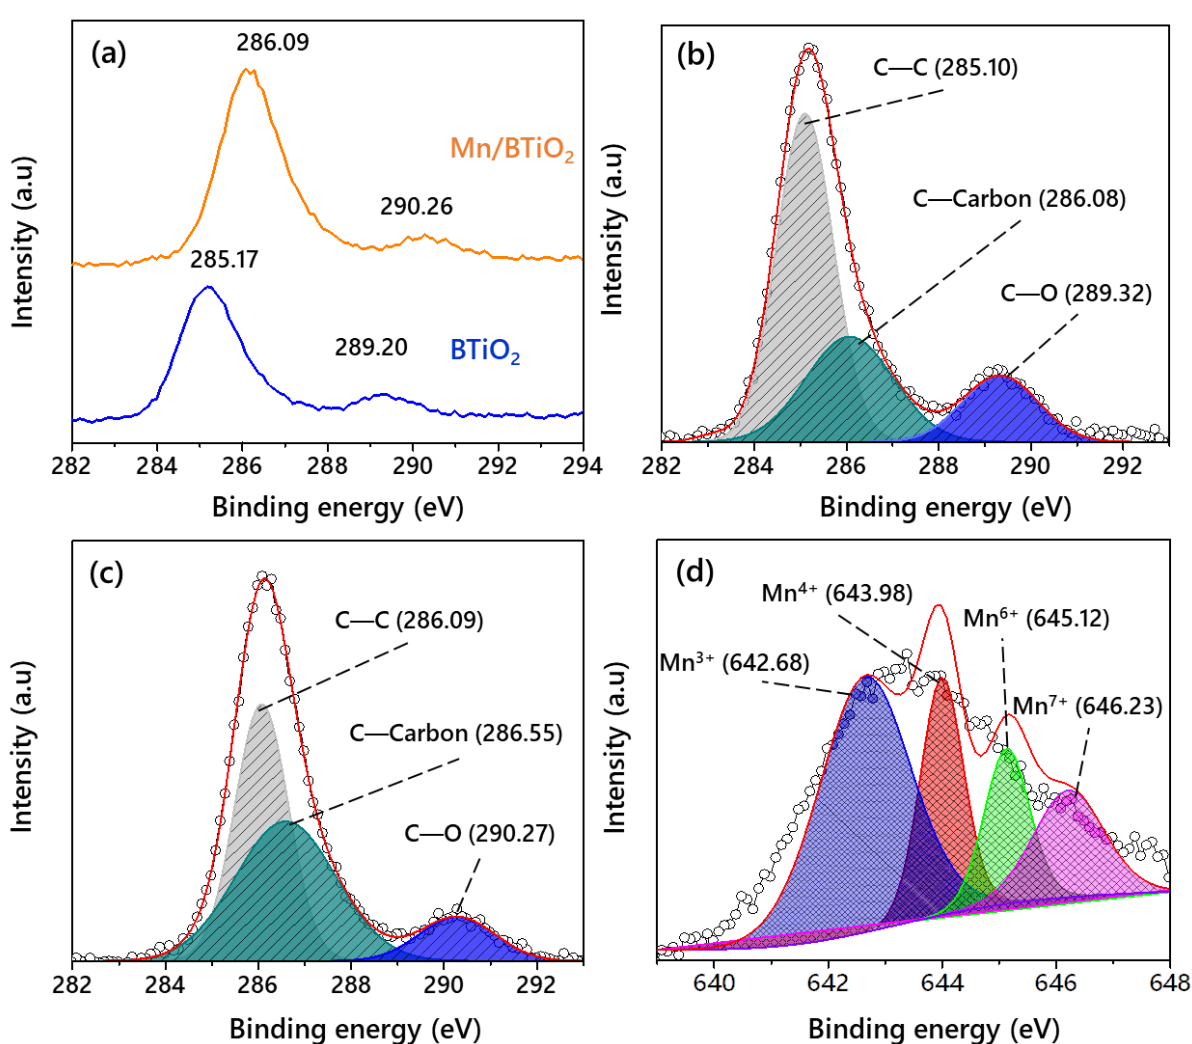 (a)
286.09
Mn/BTiO₂
290.26
285.17
289.20
BTiO₂
Intensity (a.u)
282 284 286 288 290 292 294
Binding energy (eV)
(b)
C—C (285.10)
C—Carbon (286.08)
C—O (289.32)
Intensity (a.u)
282 284 286 288 290 292
Binding energy (eV)
(c)
C—C (286.09)
C—Carbon (286.55)
C—O (290.27)
Intensity (a.u)
282 284 286 288 290 292
Binding energy (eV)
(d)
Mn⁴⁺ (643.98)
Mn⁶⁺ (645.12)
Mn³⁺ (642.68)
Mn⁷⁺ (646.23)
Intensity (a.u)
640 642 644 646 648
Binding energy (eV)